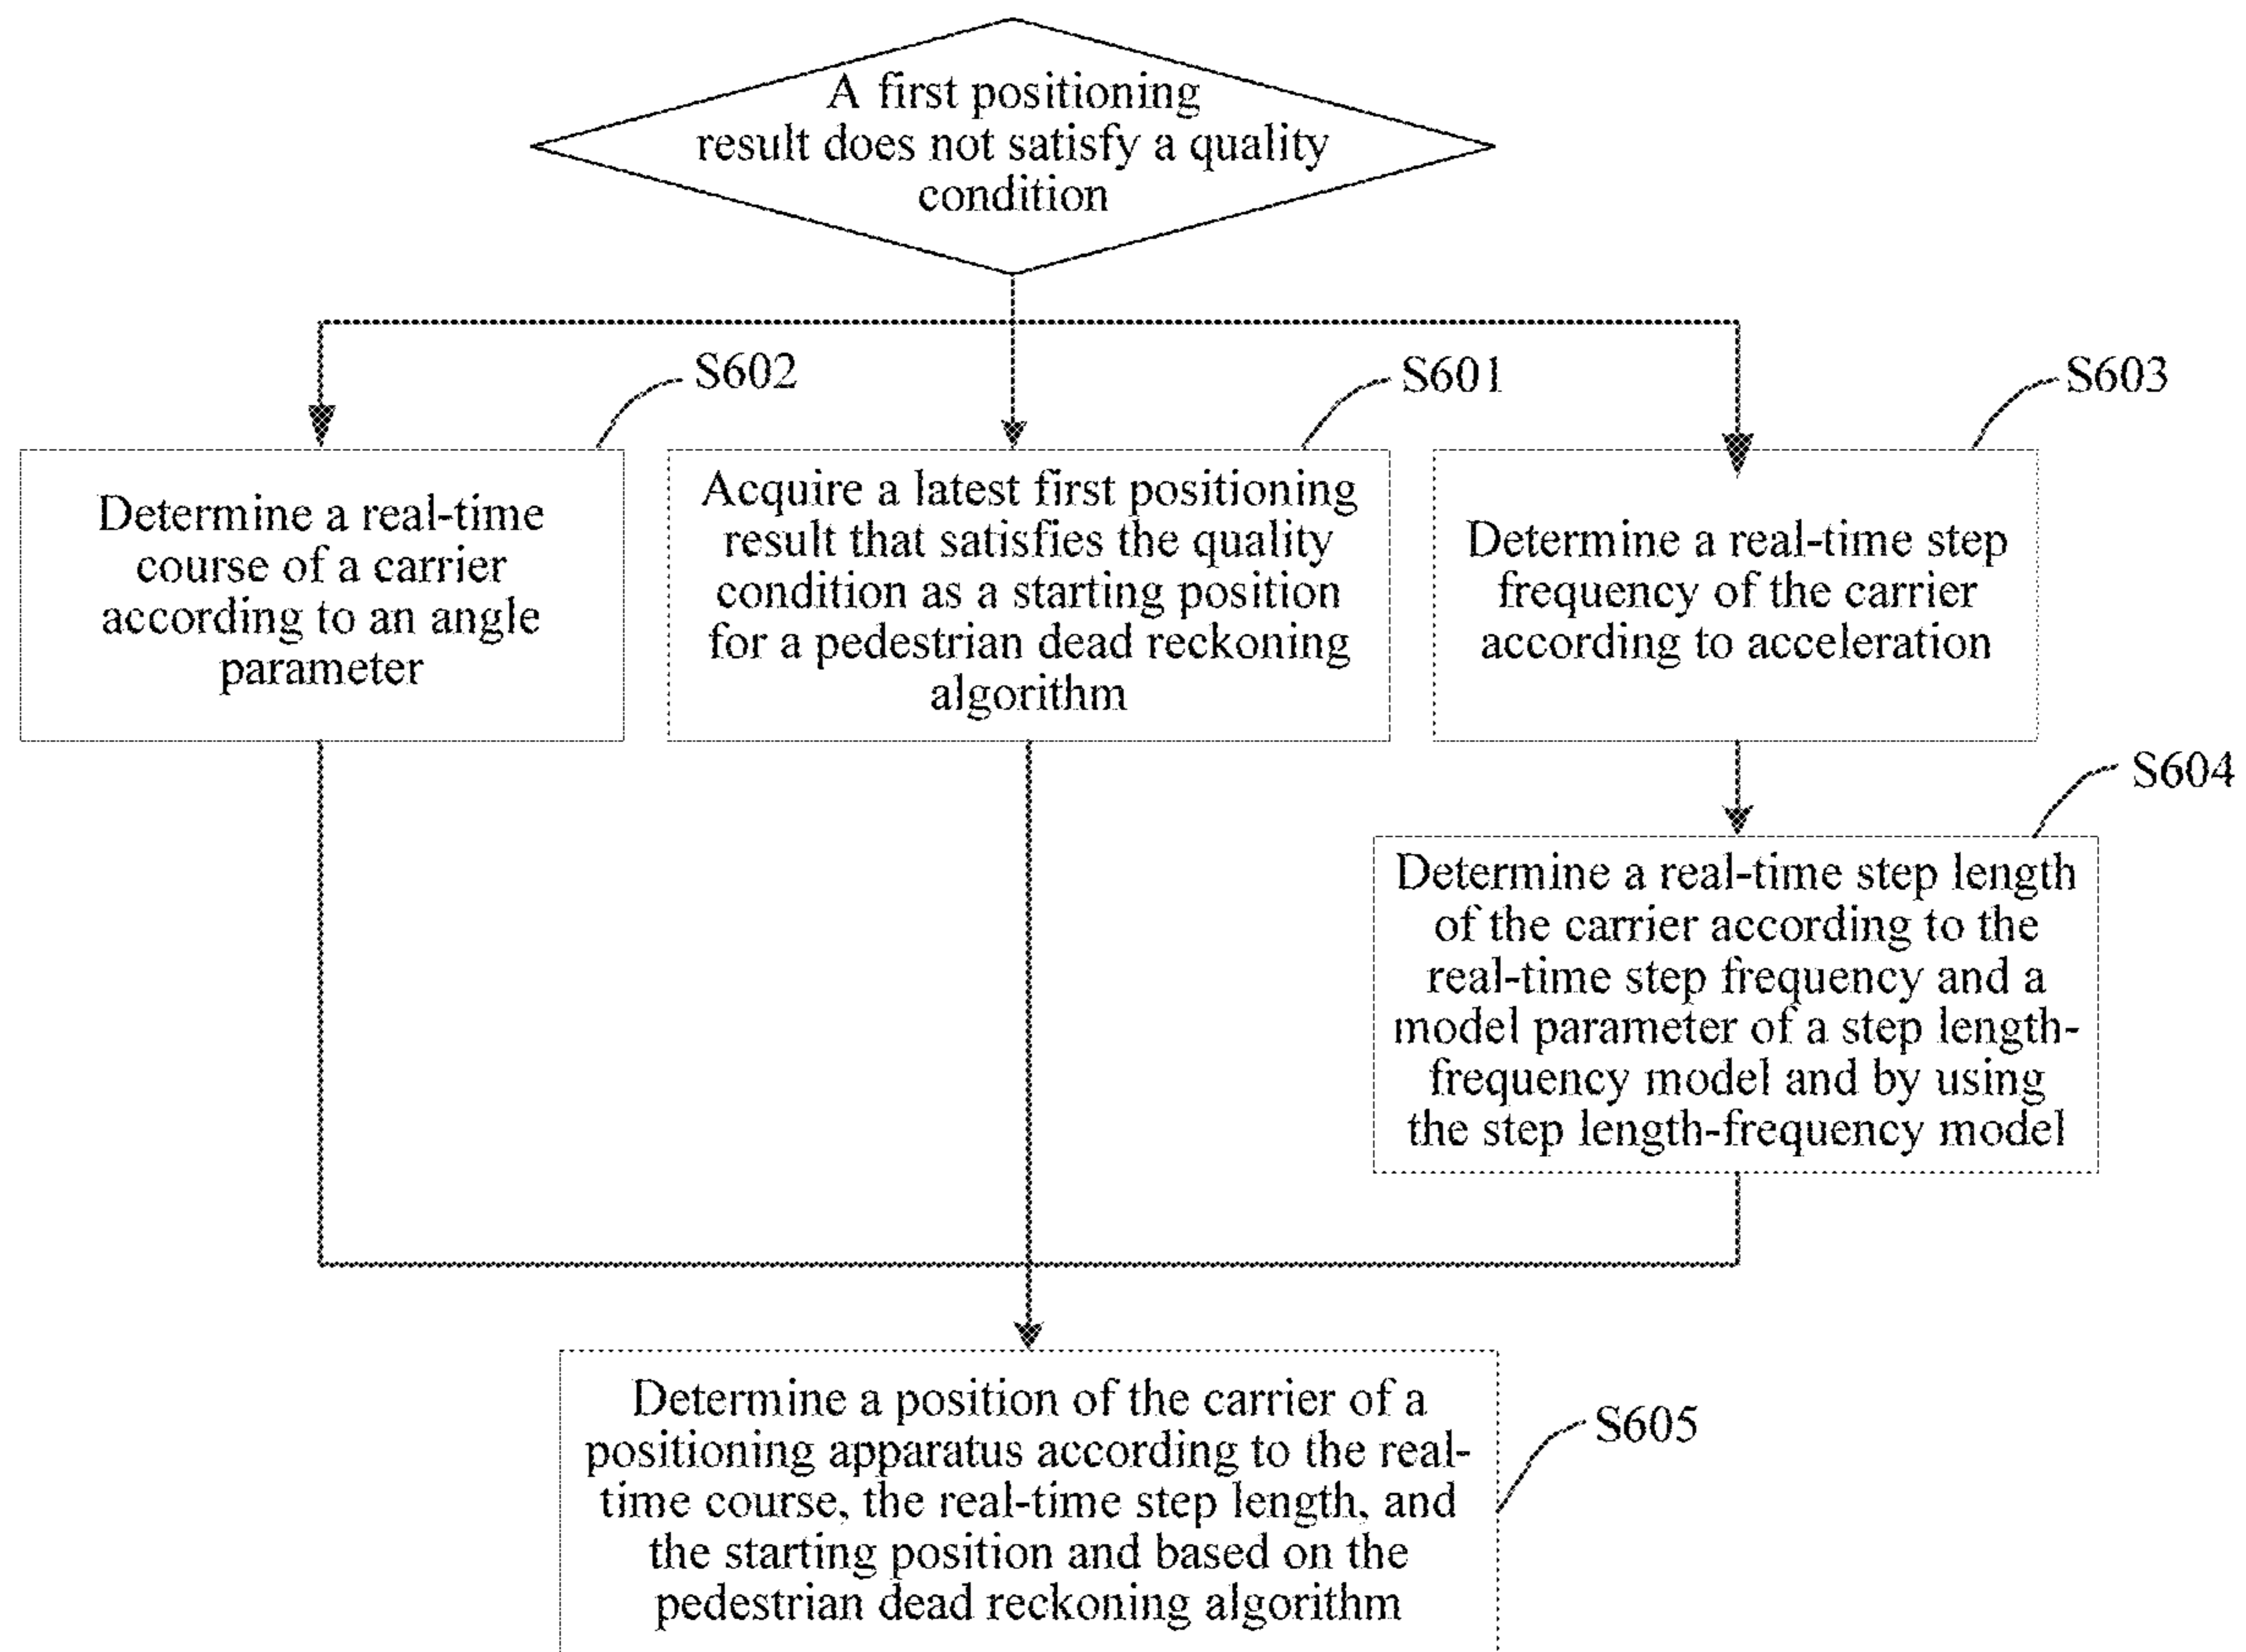 A first positioning
result does not satisfy a quality
condition
S602
S601
S603
Determine a real-time
course of a carrier
according to an angle
parameter
Acquire a latest first positioning
result that satisfies the quality
condition as a starting position
for a pedestrian dead reckoning
algorithm
Determine a real-time step
frequency of the carrier
according to acceleration
S604
Determine a real-time step length
of the carrier according to the
real-time step frequency and a
model parameter of a step length-
frequency model and by using
the step length-frequency model
Determine a position of the carrier of a
positioning apparatus according to the real-
time course, the real-time step length, and
the starting position and based on the
pedestrian dead reckoning algorithm
S605